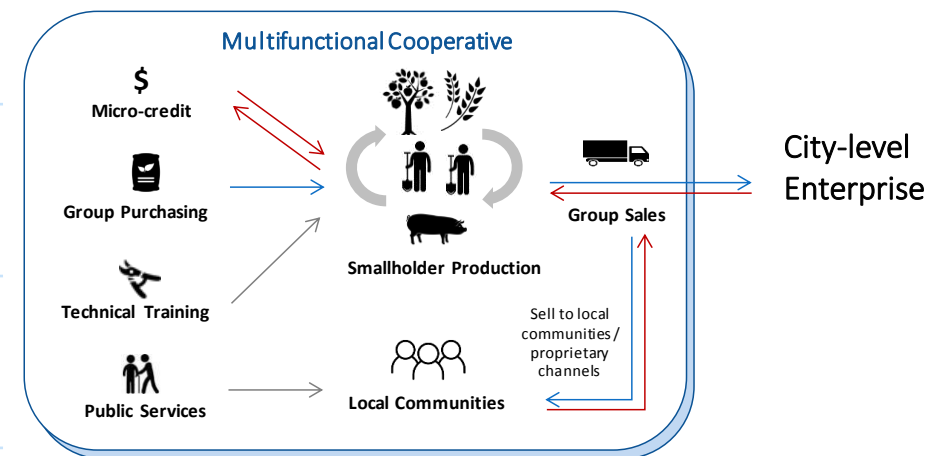 Multifunctional Cooperative
$
Micro-credit
Group Purchasing
Technical Training
Public Services
Smallholder Production
Local Communities
Group Sales
Sell to local
communities/
proprietary
channels
City-level
Enterprise